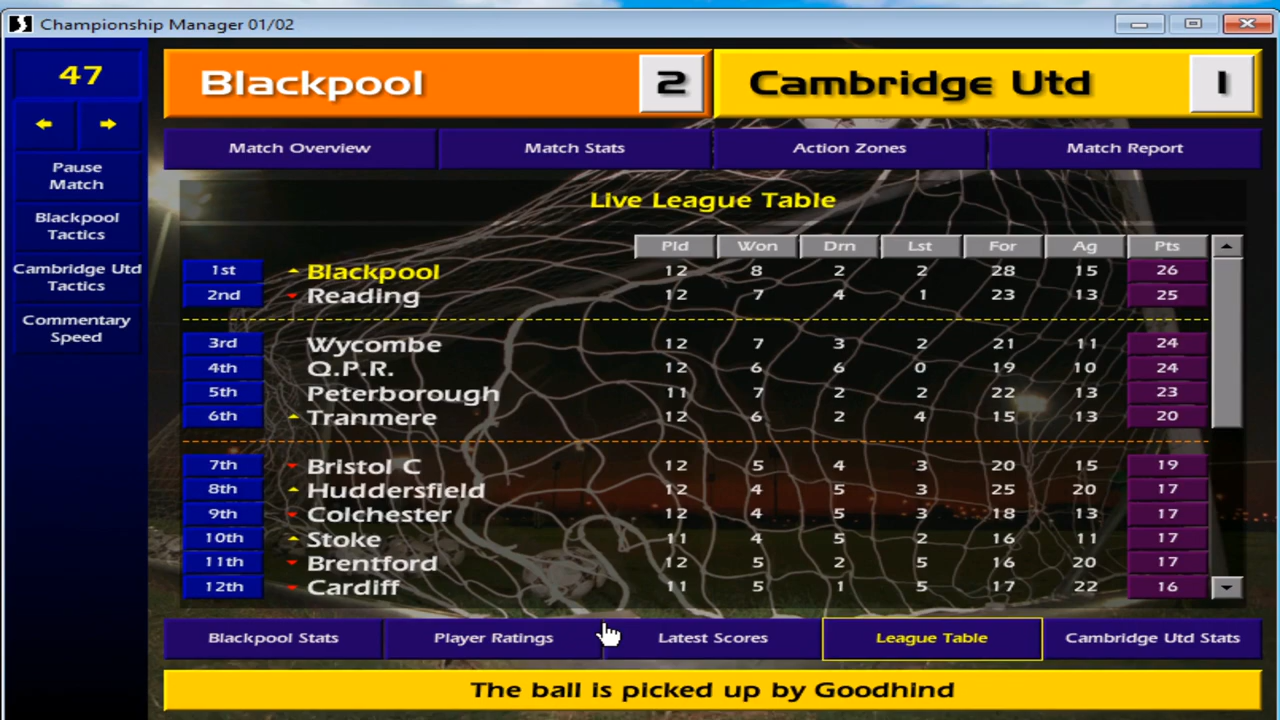 Championship Manager 01/02
47
Blackpool 2 Cambridge Utd 1
Match Overview Match Stats Action Zones Match Report
Pause
Match
Blackpool
Tactics
Cambridge Utd
Tactics
Commentary
Speed
Live League Table
Pld Won Drn Lst For Ag Pts
1st Blackpool 12 8 2 2 28 15 26
2nd Reading 12 7 4 1 23 13 25
3rd Wycombe 12 7 3 2 21 11 24
4th Q.P.R. 12 6 6 0 19 10 24
5th Peterborough 11 7 2 2 22 13 23
6th Tranmere 12 6 2 4 15 13 20
7th Bristol C 12 5 4 3 20 15 19
8th Huddersfield 12 4 5 3 25 20 17
9th Colchester 12 4 5 3 18 13 17
10th Stoke 11 4 5 2 16 11 17
11th Brentford 12 5 2 5 16 20 17
12th Cardiff 11 5 1 5 17 22 16
Blackpool Stats Player Ratings Latest Scores League Table Cambridge Utd Stats
The ball is picked up by Goodhind